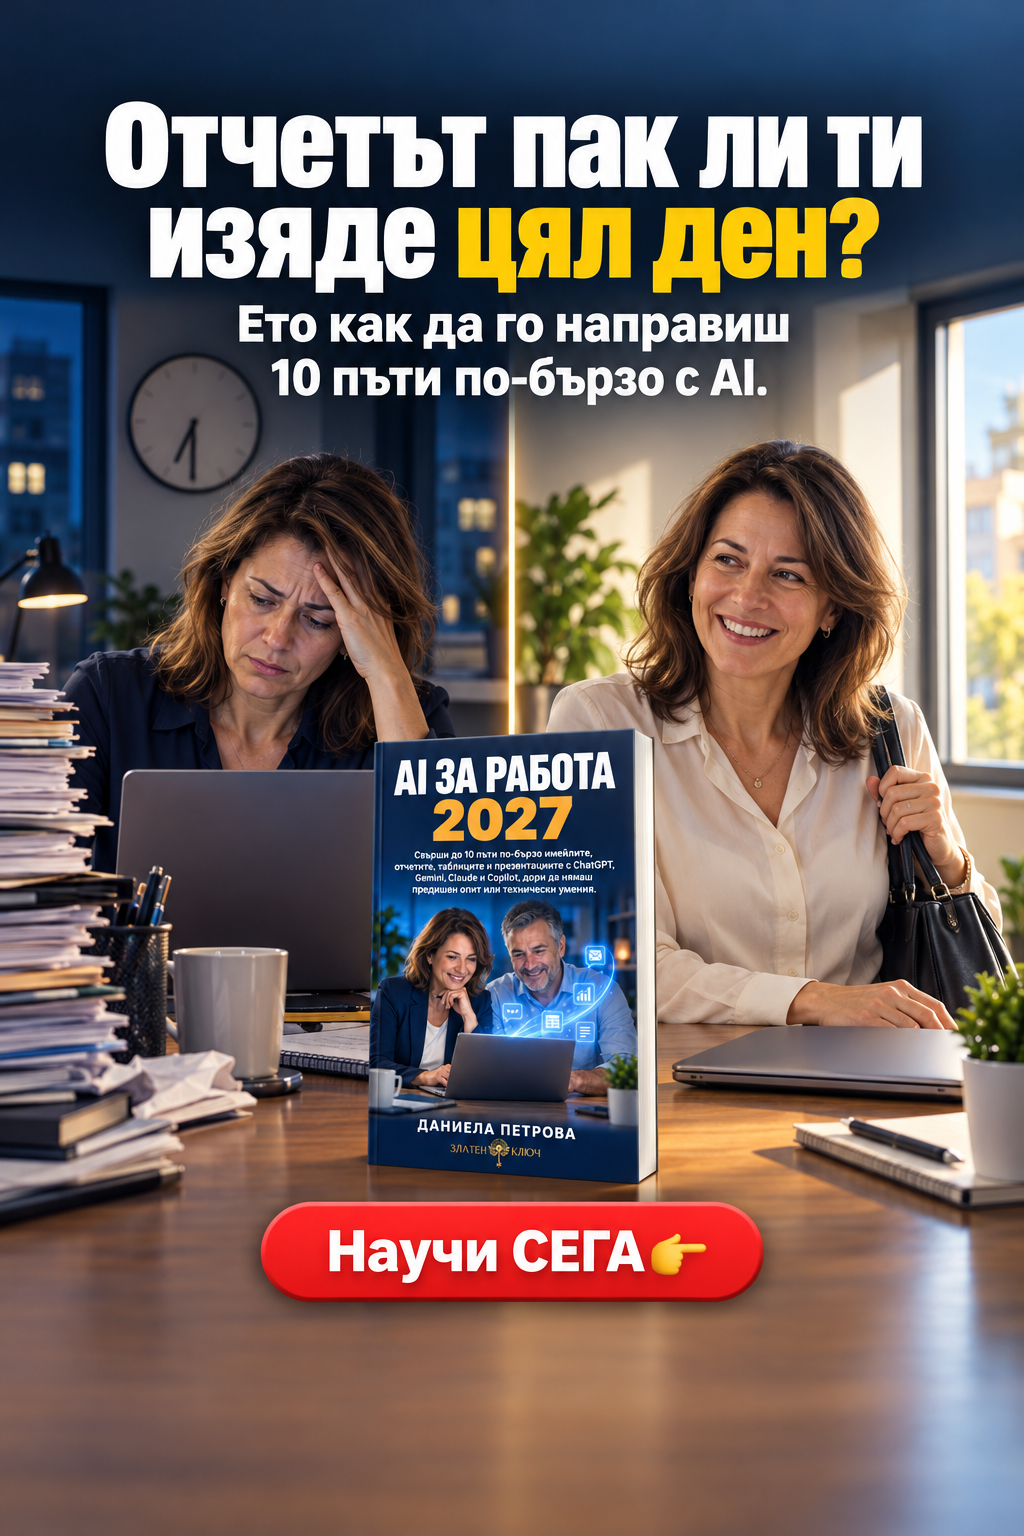 Отчетът пак ли ти
изяде цял ден?
Ето как да го направиш
10 пъти по-бързо с AI.
AI ЗА РАБОТА
2027
Свърши до 10 пъти по-бързо имейлите,
отчетите, таблиците и презентациите с ChatGPT,
Gemini, Claude и Copilot, дори да нямаш
предишен опит или технически умения.
ДАНИЕЛА ПЕТРОВА
ЗЛАТЕН КЛЮЧ
Научи СЕГА👉